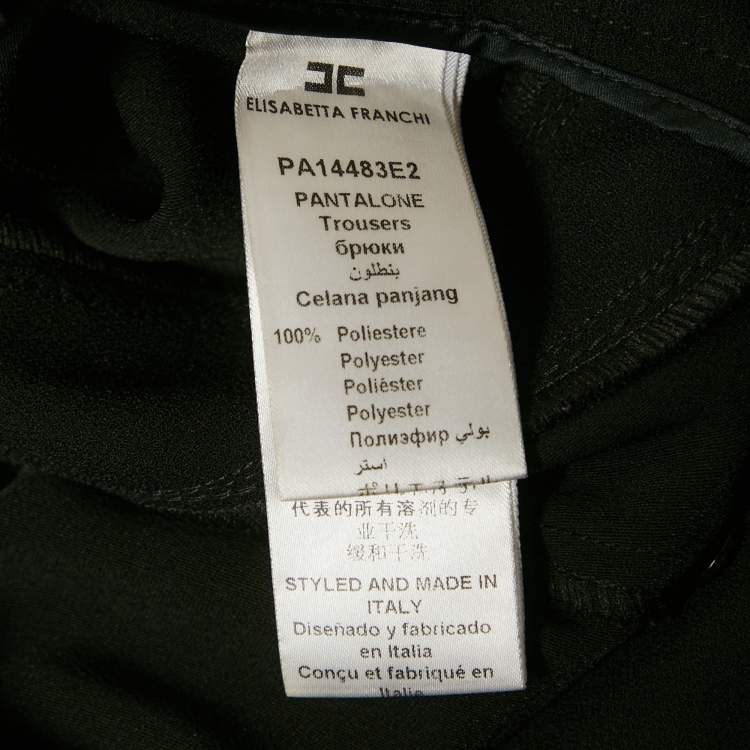 ELISABETTA FRANCHI
PA14483E2
PANTALONE
Trousers
брюки
بنطلون
Celana panjang
100% Poliestere
Polyester
Poliéster
Polyester
Полиэфир بولي
استر
代表的所有溶剂的专
业干洗
缓和干洗
STYLED AND MADE IN
ITALY
Diseñado y fabricado
en Italia
Conçu et fabriqué en
Italie